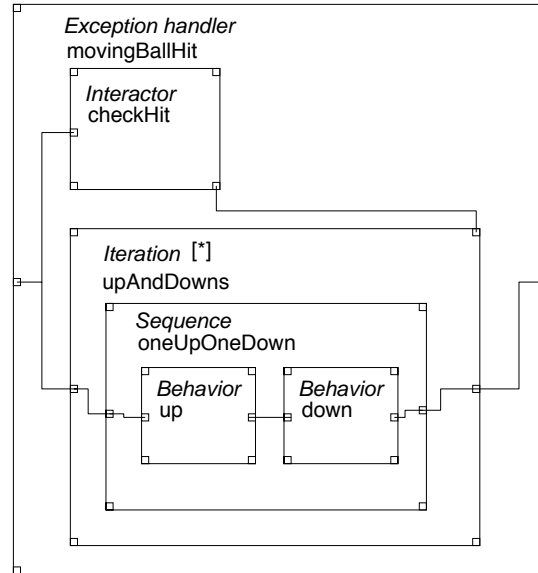 Exception handler
movingBallHit
Interactor
checkHit
Iteration [*]
upAndDowns
Sequence
oneUpOneDown
Behavior
up
Behavior
down